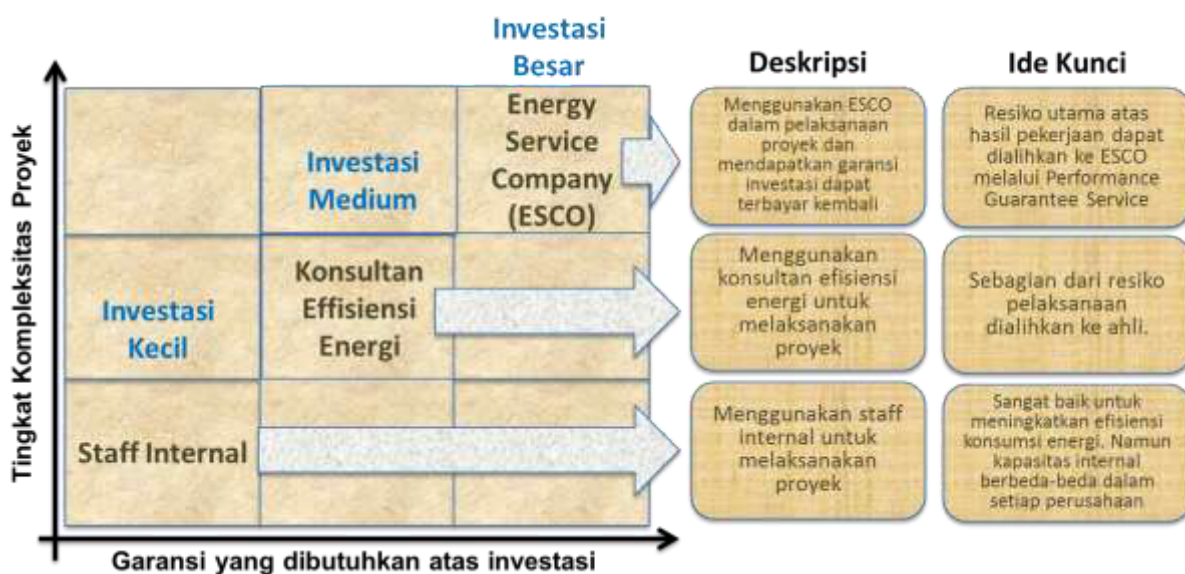 Investasi
Besar
Deskripsi
Ide Kunci
Tingkat Kompleksitas Proyek
Investasi
Medium
Energy
Service
Company
(ESCO)
Menggunakan ESCO
dalam pelaksanaan
proyek dan
mendapatkan garansi
investasi dapat
terbayar kembali
Resiko utama atas
hasil pekerjaan dapat
dialihkan ke ESCO
melalui Performance
Guarantee Service
Investasi
Kecil
Konsultan
Effisiensi
Energi
Menggunakan
konsultan efisiensi
energi untuk
melaksanakan
proyek
Sebagian dari resiko
pelaksanaan
dialihkan ke ahli.
Staff Internal
Menggunakan staff
internal untuk
melaksanakan
proyek
Sangat baik untuk
meningkatkan efisiensi
konsumsi energi. Namun
kapasitas internal
berbeda-beda dalam
setiap perusahaan
Garansi yang dibutuhkan atas investasi